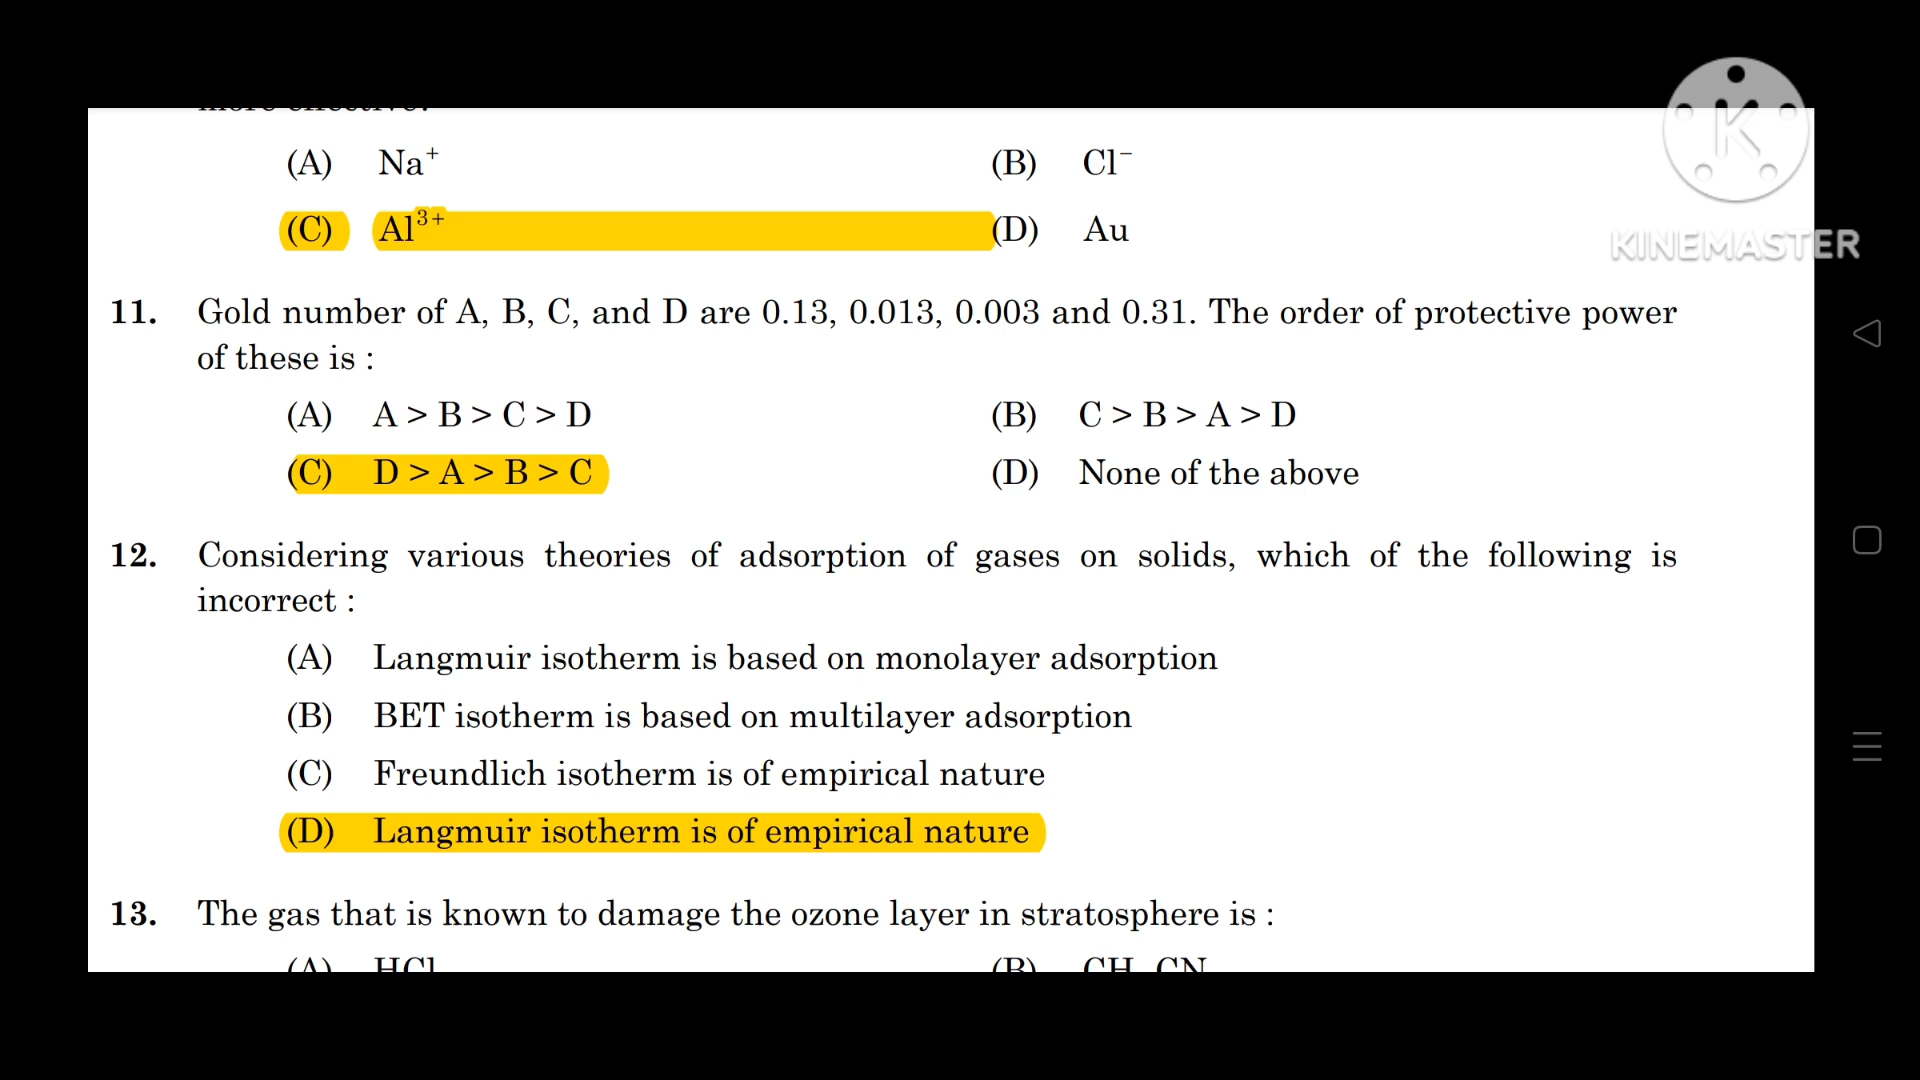 (A) Na⁺ (B) Cl⁻
(C) Al³⁺ (D) Au
11. Gold number of A, B, C, and D are 0.13, 0.013, 0.003 and 0.31. The order of protective power
of these is :
(A) A > B > C > D (B) C > B > A > D
(C) D > A > B > C (D) None of the above
12. Considering various theories of adsorption of gases on solids, which of the following is
incorrect :
(A) Langmuir isotherm is based on monolayer adsorption
(B) BET isotherm is based on multilayer adsorption
(C) Freundlich isotherm is of empirical nature
(D) Langmuir isotherm is of empirical nature
13. The gas that is known to damage the ozone layer in stratosphere is :
(A) HCl (B) CH CN
K
KINEMASTER